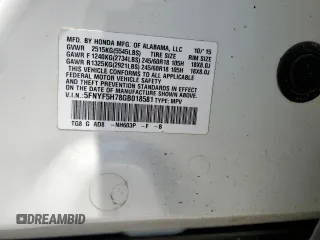 MFD. BY HONDA MFG. OF ALABAMA, LLC 10/'15
GVWR 2515KG(5545LBS) TIRE SIZE RIM SIZE
GAWR F 1240KG(2734LBS) 245/60R18 105H 18X8.0J
GAWR R1325KG(2921LBS) 245/60R18 105H 18X8.0J
THIS VEHICLE CONFORMS TO ALL APPLICABLE
FEDERAL MOTOR VEHICLE SAFETY AND THEFT PREVENTION
STANDARDS IN EFFECT ON THE DATE OF MANUFACTURE SHOWN ABOVE.
V.I.N.: 5FNYF5H78GB018581 TYPE: MPV
TG8 G AD8 -NH603P -F -B
DREAMBID